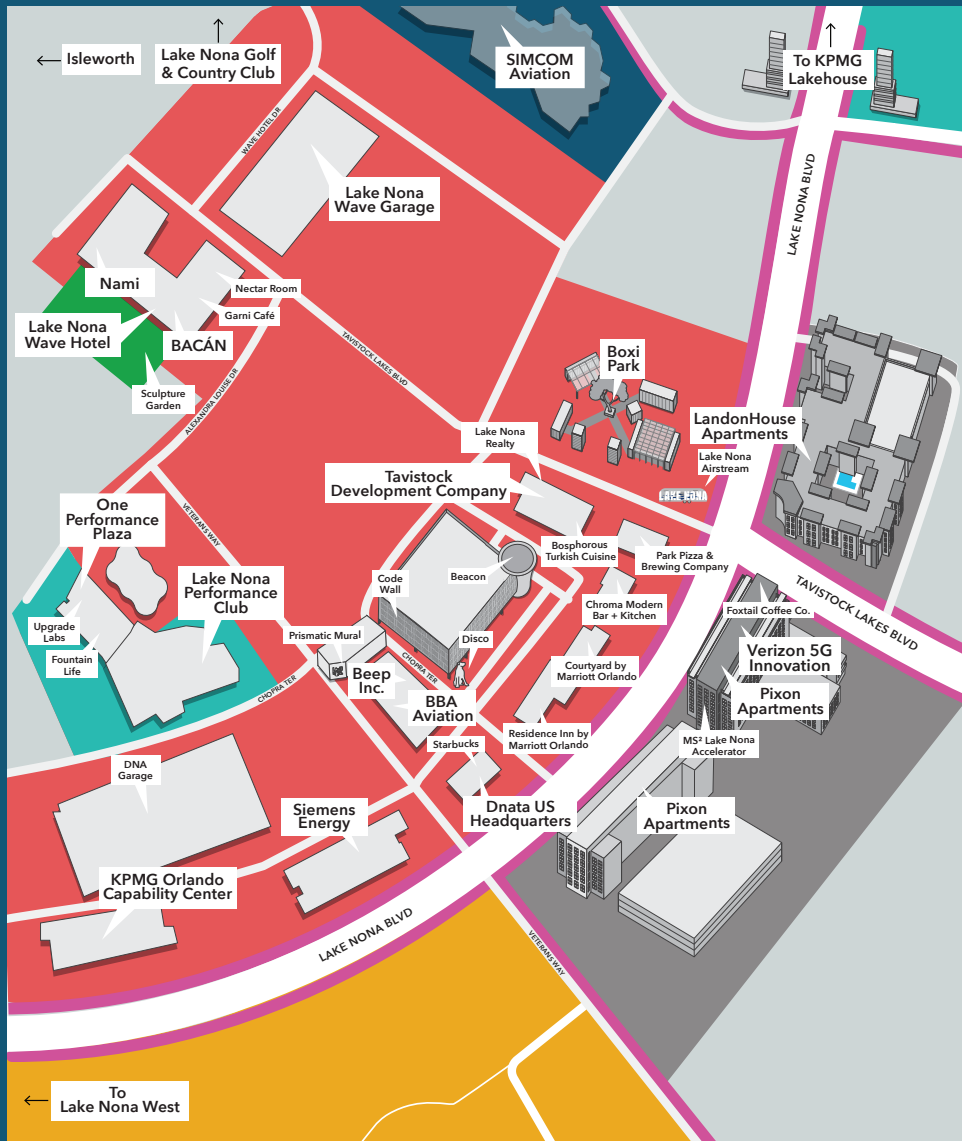 Isleworth
Lake Nona Golf
& Country Club
SIMCOM
Aviation
To KPMG
Lakehouse
WAVE HOTEL DR
LAKE NONA BLVD
Lake Nona
Wave Garage
Nami
Nectar Room
Garni Café
Lake Nona
Wave Hotel
BACÁN
Sculpture
Garden
ALEXANDRA LOUISE DR
TAVISTOCK LAKES BLVD
Boxi
Park
LandonHouse
Apartments
Lake Nona
Realty
Lake Nona
Airstream
Tavistock
Development Company
One
Performance
Plaza
VETERANS WAY
Bosphorous
Turkish Cuisine
Park Pizza &
Brewing Company
Code
Wall
Beacon
Lake Nona
Performance
Club
Chroma Modern
Bar + Kitchen
Foxtail Coffee Co.
TAVISTOCK LAKES BLVD
Upgrade
Labs
Fountain
Life
Prismatic Mural
Disco
CHOPRA TER
Beep
Inc.
Courtyard by
Marriott Orlando
Verizon 5G
Innovation
Pixon
Apartments
CHOPRA TER
BBA
Aviation
Starbucks
Residence Inn by
Marriott Orlando
MS² Lake Nona
Accelerator
DNA
Garage
Siemens
Energy
Dnata US
Headquarters
Pixon
Apartments
KPMG Orlando
Capability Center
LAKE NONA BLVD
VETERANS WAY
To
Lake Nona West